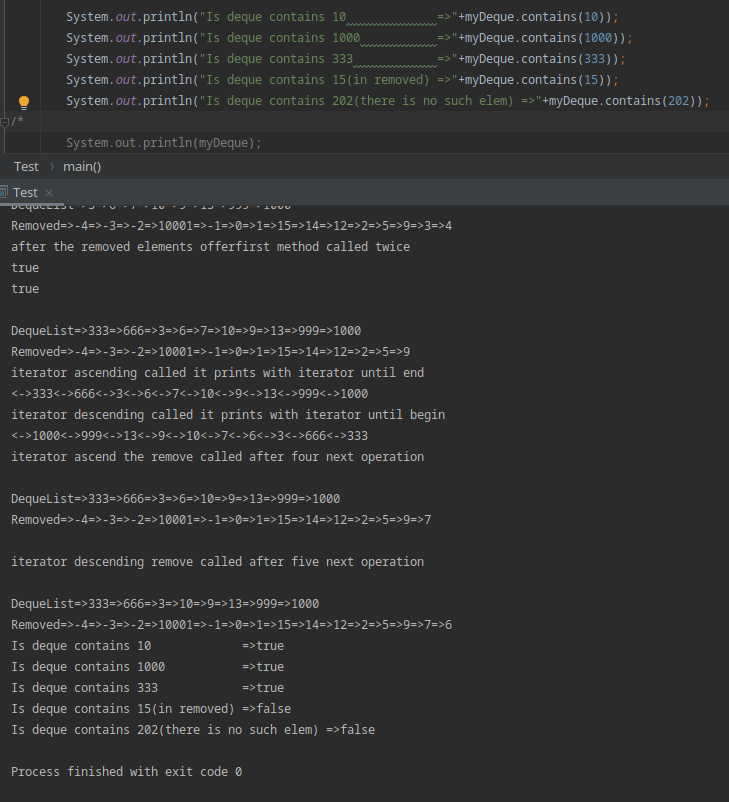 System.out.println("Is deque contains 10             =>"+myDeque.contains(10));
System.out.println("Is deque contains 1000           =>"+myDeque.contains(1000));
System.out.println("Is deque contains 333            =>"+myDeque.contains(333));
System.out.println("Is deque contains 15(in removed) =>"+myDeque.contains(15));
System.out.println("Is deque contains 202(there is no such elem) =>"+myDeque.contains(202));
/*
System.out.println(myDeque);
Test > main()
Test ×
DequeList=>3=>6=>7=>10=>9=>13=>999=>1000
Removed=>-4=>-3=>-2=>10001=>-1=>0=>1=>15=>14=>12=>2=>5=>9=>3=>4
after the removed elements offerfirst method called twice
true
true
DequeList=>333=>666=>3=>6=>7=>10=>9=>13=>999=>1000
Removed=>-4=>-3=>-2=>10001=>-1=>0=>1=>15=>14=>12=>2=>5=>9
iterator ascending called it prints with iterator until end
<->333<->666<->3<->6<->7<->10<->9<->13<->999<->1000
iterator descending called it prints with iterator until begin
<->1000<->999<->13<->9<->10<->7<->6<->3<->666<->333
iterator ascend the remove called after four next operation
DequeList=>333=>666=>3=>6=>10=>9=>13=>999=>1000
Removed=>-4=>-3=>-2=>10001=>-1=>0=>1=>15=>14=>12=>2=>5=>9=>7
iterator descending remove called after five next operation
DequeList=>333=>666=>3=>10=>9=>13=>999=>1000
Removed=>-4=>-3=>-2=>10001=>-1=>0=>1=>15=>14=>12=>2=>5=>9=>7=>6
Is deque contains 10             =>true
Is deque contains 1000           =>true
Is deque contains 333            =>true
Is deque contains 15(in removed) =>false
Is deque contains 202(there is no such elem) =>false
Process finished with exit code 0